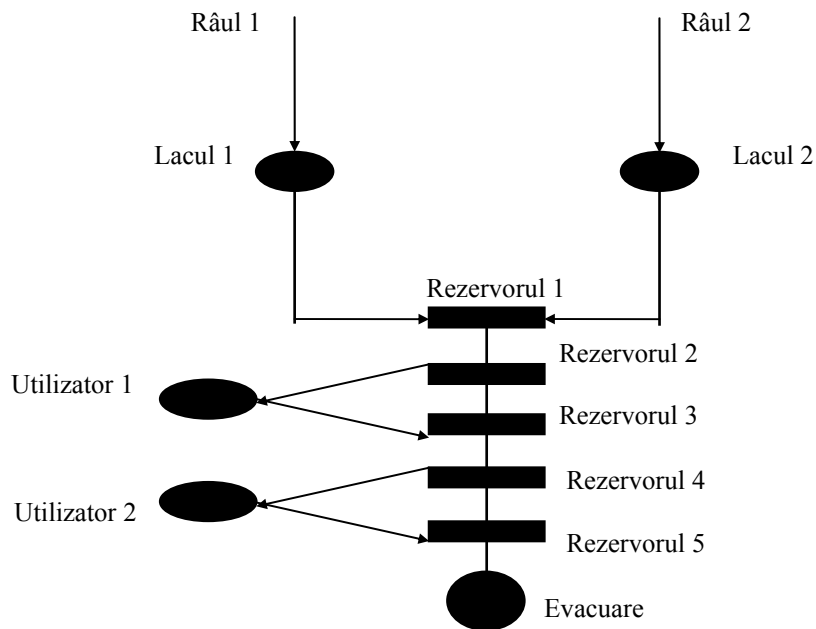 Râul 1
Râul 2
Lacul 1
Lacul 2
Rezervorul 1
Rezervorul 2
Utilizator 1
Rezervorul 3
Rezervorul 4
Utilizator 2
Rezervorul 5
Evacuare